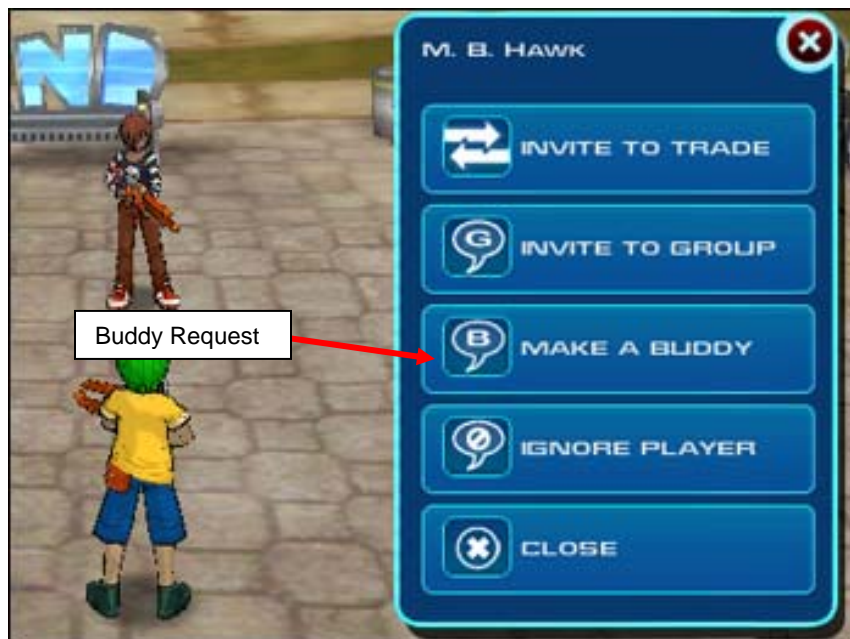 M. B. HAWK
INVITE TO TRADE
G INVITE TO GROUP
Buddy Request
B MAKE A BUDDY
IGNORE PLAYER
CLOSE